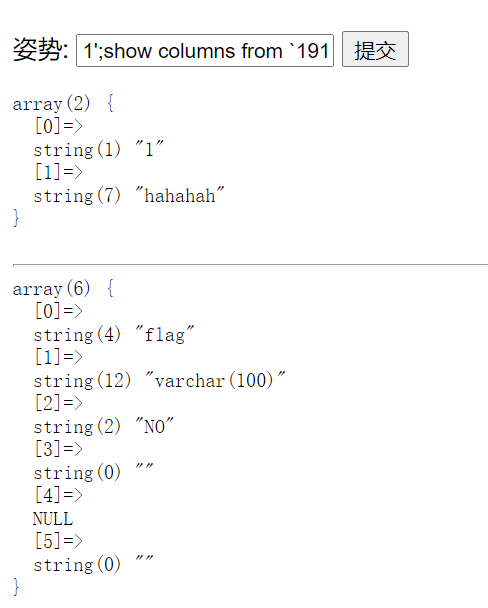 姿势: 1';show columns from `191 提交
array(2) {
[0]=>
string(1) "1"
[1]=>
string(7) "hahahah"
}
array(6) {
[0]=>
string(4) "flag"
[1]=>
string(12) "varchar(100)"
[2]=>
string(2) "NO"
[3]=>
string(0) ""
[4]=>
NULL
[5]=>
string(0) ""
}